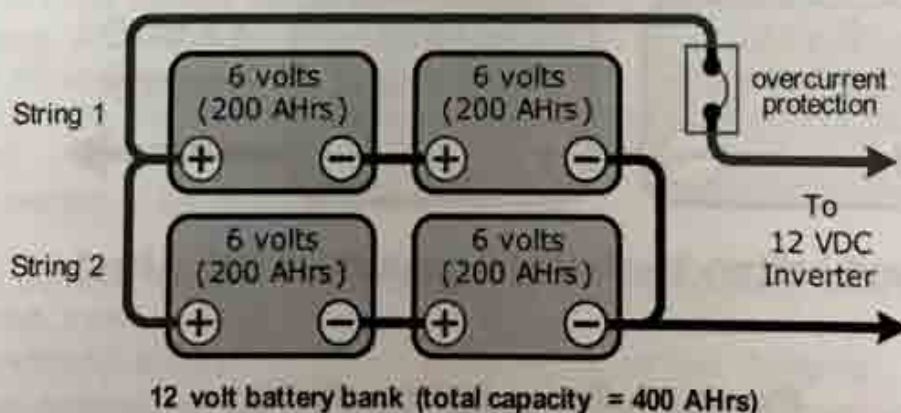 6 volts
(200 AHrs)
6 volts
(200 AHrs)
overcurrent
protection
String 1
+
−
+
−
To
12 VDC
Inverter
String 2
6 volts
(200 AHrs)
6 volts
(200 AHrs)
+
−
+
−
12 volt battery bank (total capacity = 400 AHrs)